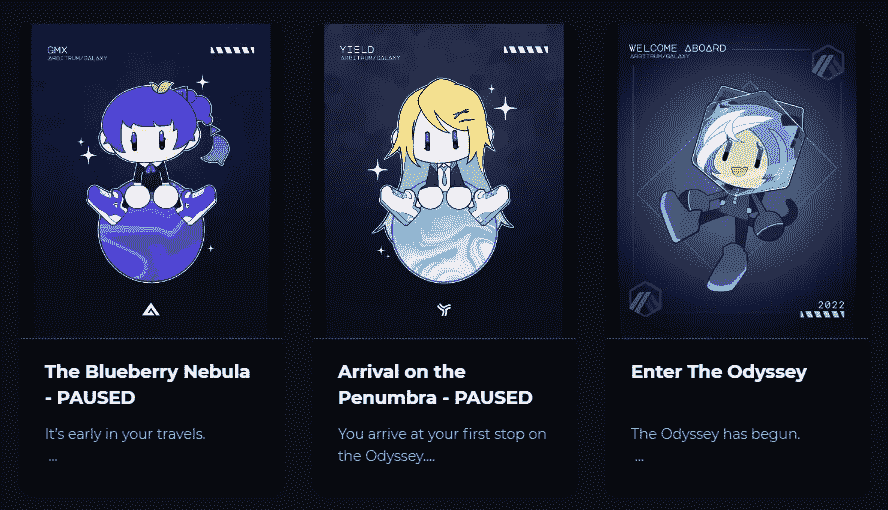 GMX
ARBITRUM/GALAXY
The Blueberry Nebula
- PAUSED
It's early in your travels.
...
YIELD
ARBITRUM/GALAXY
Arrival on the
Penumbra - PAUSED
You arrive at your first stop on
the Odyssey....
WELCOME ABOARD
ARBITRUM/GALAXY
2022
Enter The Odyssey
The Odyssey has begun.
...